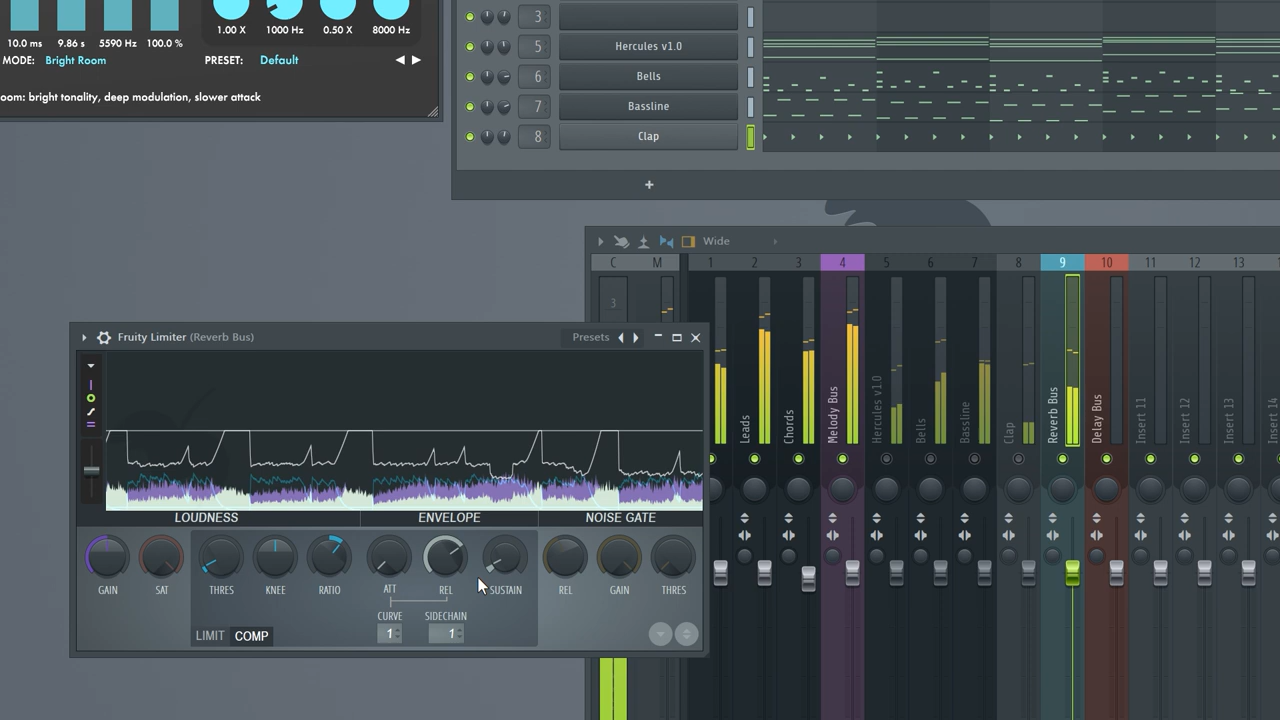 1.00 X 1000 Hz 0.50 X 8000 Hz
10.0 ms 9.86 s 5590 Hz 100.0 %
MODE: Bright Room PRESET: Default
oom: bright tonality, deep modulation, slower attack
3
5 Hercules v1.0
6 Bells
7 Bassline
8 Clap
+
Wide
C M 1 2 3 4 5 6 7 8 9 10 11 12 13
3
Leads
Chords
Melody Bus
Hercules v1.0
Bells
Bassline
Clap
Reverb Bus
Delay Bus
Insert 11
Insert 12
Insert 13
Insert 14
Fruity Limiter (Reverb Bus) Presets
LOUDNESS ENVELOPE NOISE GATE
GAIN SAT THRES KNEE RATIO ATT REL SUSTAIN REL GAIN THRES
CURVE SIDECHAIN
LIMIT COMP 1 1